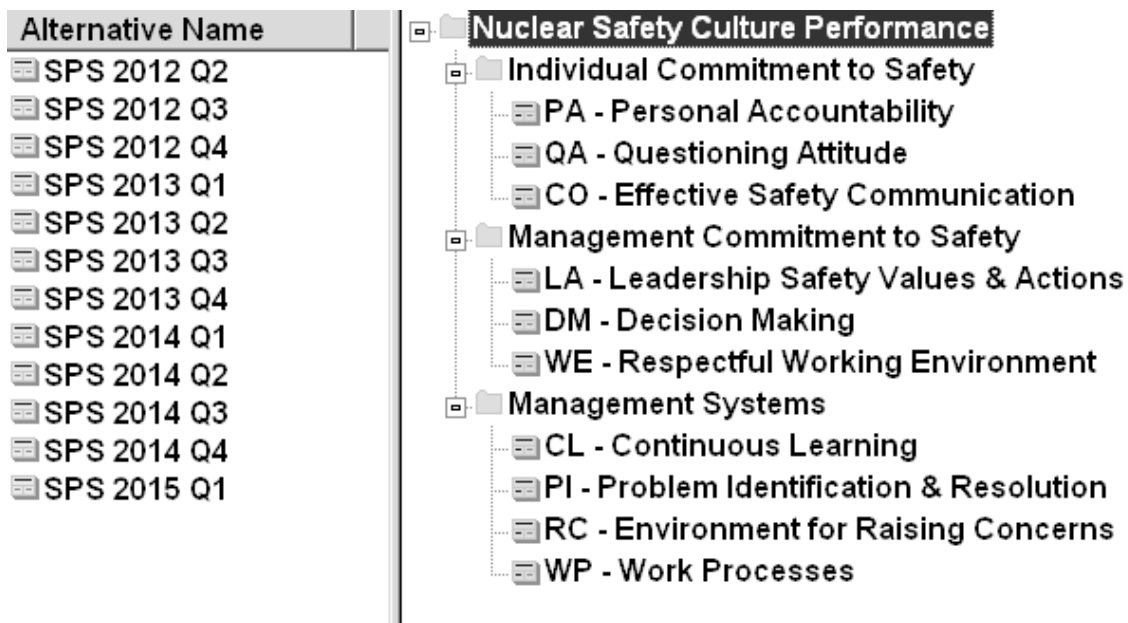 Alternative Name
SPS 2012 Q2
SPS 2012 Q3
SPS 2012 Q4
SPS 2013 Q1
SPS 2013 Q2
SPS 2013 Q3
SPS 2013 Q4
SPS 2014 Q1
SPS 2014 Q2
SPS 2014 Q3
SPS 2014 Q4
SPS 2015 Q1
Nuclear Safety Culture Performance
Individual Commitment to Safety
PA - Personal Accountability
QA - Questioning Attitude
CO - Effective Safety Communication
Management Commitment to Safety
LA - Leadership Safety Values & Actions
DM - Decision Making
WE - Respectful Working Environment
Management Systems
CL - Continuous Learning
PI - Problem Identification & Resolution
RC - Environment for Raising Concerns
WP - Work Processes